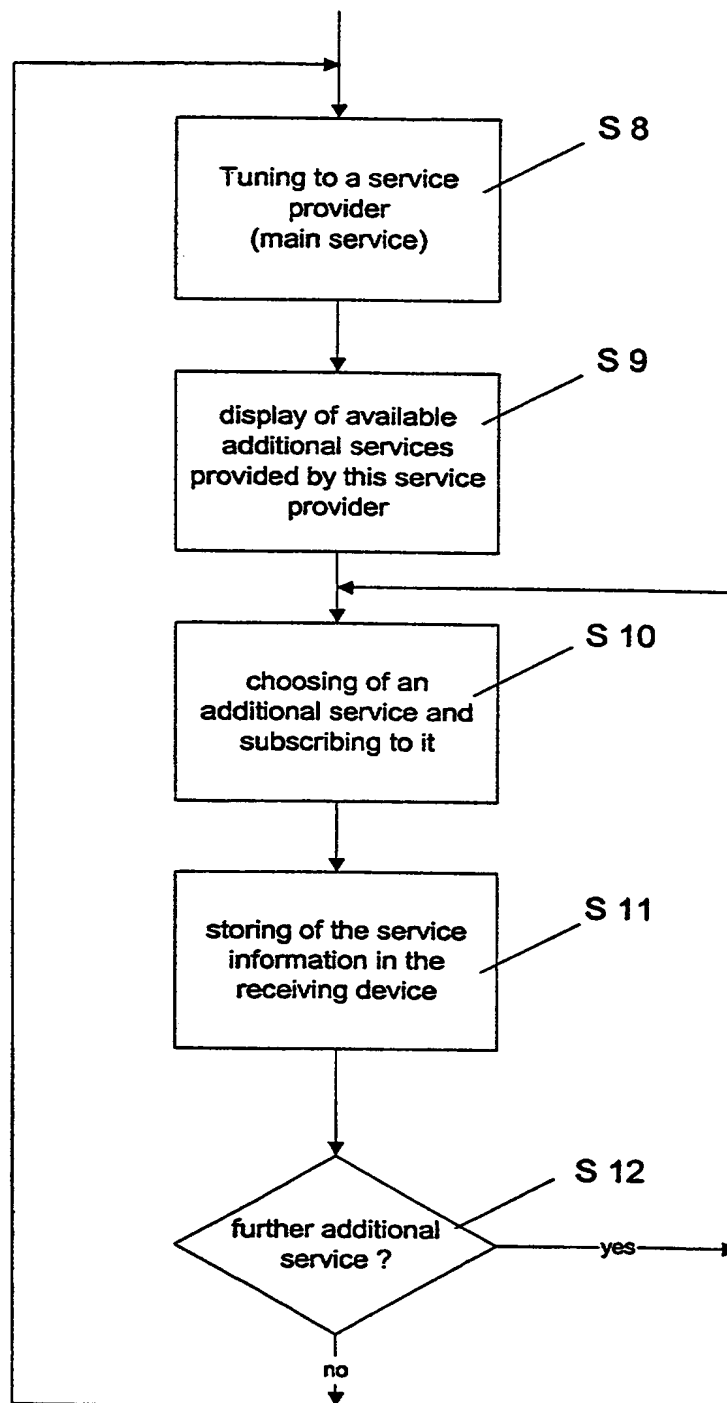 S 8
Tuning to a service
provider
(main service)
S 9
display of available
additional services
provided by this service
provider
S 10
choosing of an
additional service and
subscribing to it
S 11
storing of the service
information in the
receiving device
S 12
further additional
service ?
yes
no